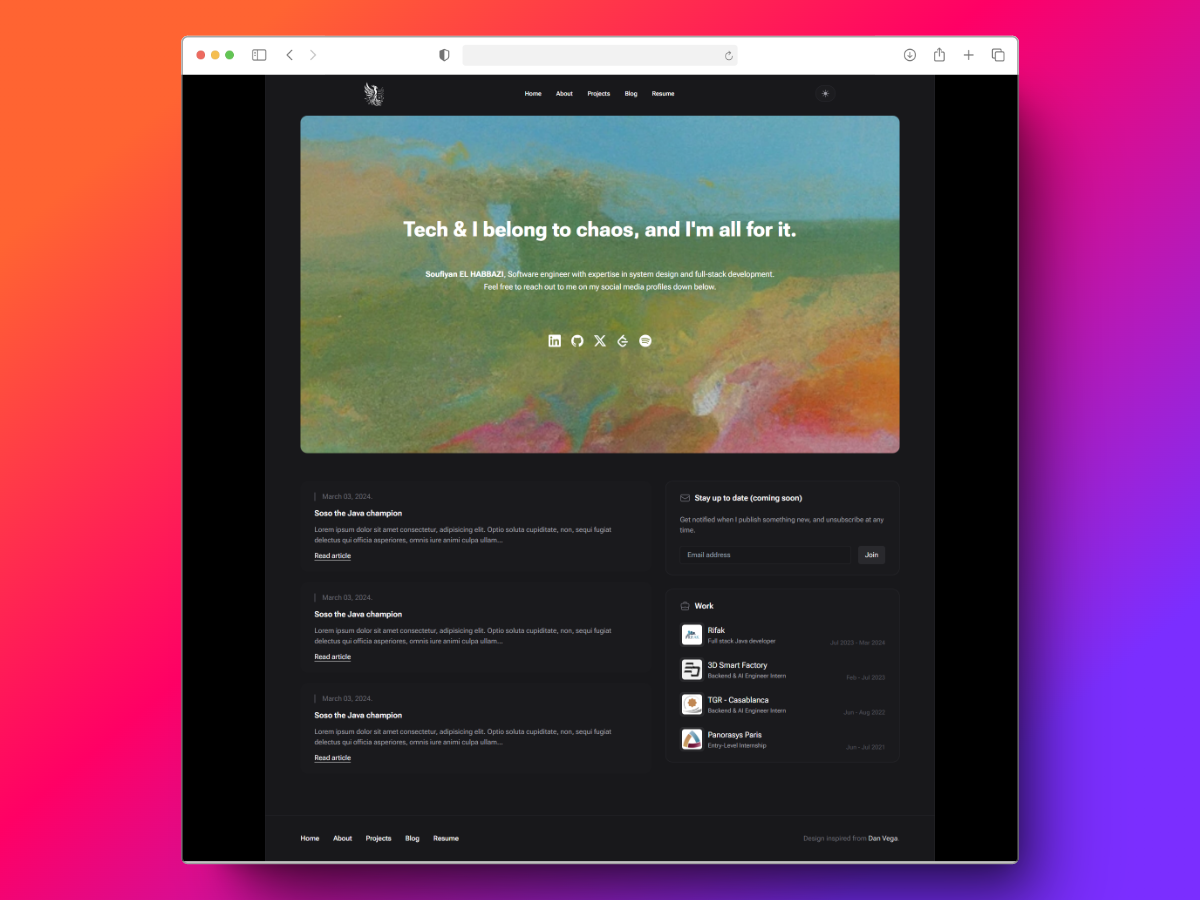 Home About Projects Blog Resume
Tech & I belong to chaos, and I'm all for it.
Soufiyan EL HABBAZI, Software engineer with expertise in system design and full-stack development.
Feel free to reach out to me on my social media profiles down below.
March 03, 2024.
Soso the Java champion
Lorem ipsum dolor sit amet consectetur, adipisicing elit. Optio soluta cupiditate, non, sequi fugiat
delectus qui officia asperiores, omnis iure animi culpa ullam...
Read article
March 03, 2024.
Soso the Java champion
Lorem ipsum dolor sit amet consectetur, adipisicing elit. Optio soluta cupiditate, non, sequi fugiat
delectus qui officia asperiores, omnis iure animi culpa ullam...
Read article
March 03, 2024.
Soso the Java champion
Lorem ipsum dolor sit amet consectetur, adipisicing elit. Optio soluta cupiditate, non, sequi fugiat
delectus qui officia asperiores, omnis iure animi culpa ullam...
Read article
Stay up to date (coming soon)
Get notified when I publish something new, and unsubscribe at any
time.
Email address Join
Work
Rifak
Full stack Java developer Jul 2023 - Mar 2024
3D Smart Factory
Backend & AI Engineer Intern Feb - Jul 2023
TGR - Casablanca
Backend & AI Engineer Intern Jun - Aug 2022
Panorasys Paris
Entry-Level Internship Jun - Jul 2021
Home About Projects Blog Resume Design inspired from Dan Vega